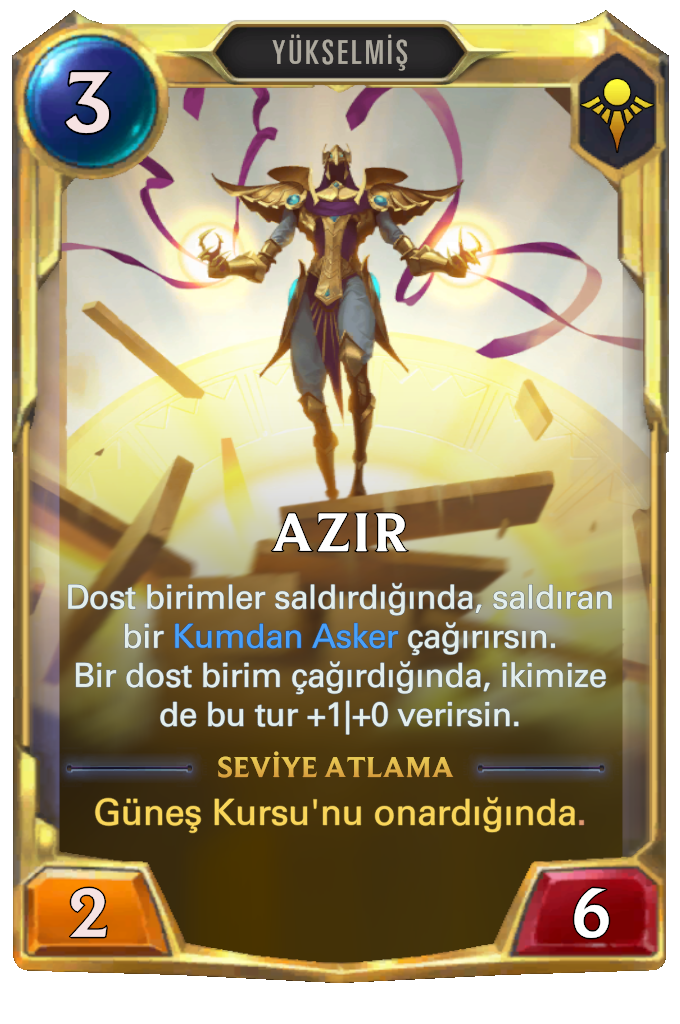 YÜKSELMİŞ
3
AZIR
Dost birimler saldırdığında, saldıran
bir Kumdan Asker çağırırsın.
Bir dost birim çağırdığında, ikimize
de bu tur +1|+0 verirsin.
SEVİYE ATLAMA
Güneş Kursu'nu onardığında.
2
6